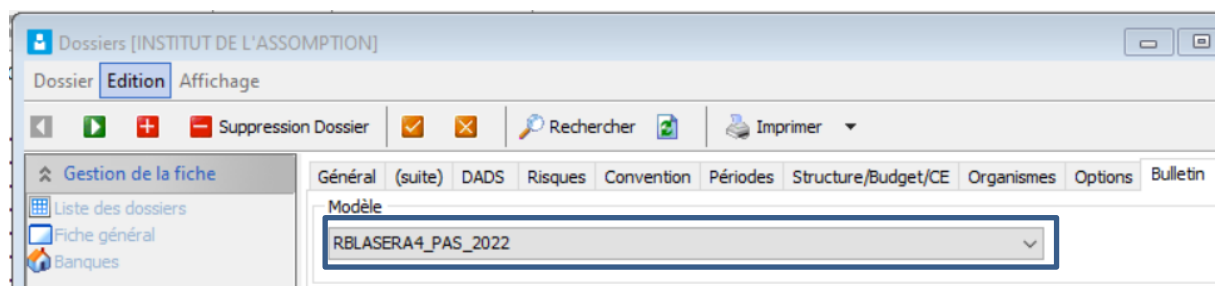 Dossiers [INSTITUT DE L'ASSOMPTION]
Dossier Edition Affichage
Suppression Dossier Rechercher Imprimer
Gestion de la fiche
Général (suite) DADS Risques Convention Périodes Structure/Budget/CE Organismes Options Bulletin
Liste des dossiers
Modèle
Fiche général
RBLASERA4_PAS_2022
Banques